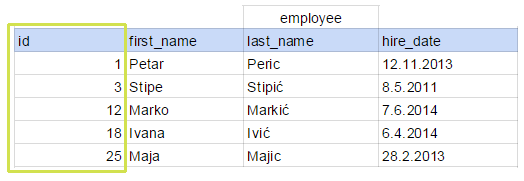 employee
id first_name last_name hire_date
1 Petar Peric 12.11.2013
3 Stipe Stipić 8.5.2011
12 Marko Markić 7.6.2014
18 Ivana Ivić 6.4.2014
25 Maja Majic 28.2.2013